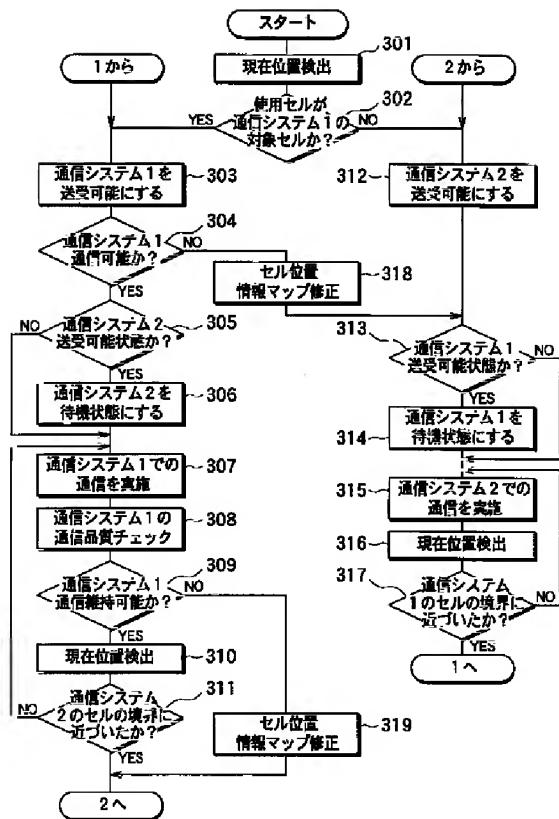 スタート
301
現在位置検出
1から
2から
302
使用セルが
通信システム1の
対象セルか?
YES
NO
通信システム1を
送受可能にする
303
312
通信システム2を
送受可能にする
304
通信システム1
通信可能か?
NO
YES
セル位置
情報マップ修正
318
通信システム2
送受可能状態か?
305
NO
YES
313
通信システム1
送受可能状態か?
NO
YES
通信システム2を
待機状態にする
306
通信システム1を
待機状態にする
314
通信システム1での
通信を実施
307
315
通信システム2での
通信を実施
通信システム1の
通信品質チェック
308
316
現在位置検出
309
通信システム1
通信維持可能か?
NO
YES
317
通信システム
1のセルの境界に
近づいたか?
NO
YES
1へ
現在位置検出
310
通信システム
2のセルの境界に
近づいたか?
311
NO
YES
セル位置
情報マップ修正
319
2へ